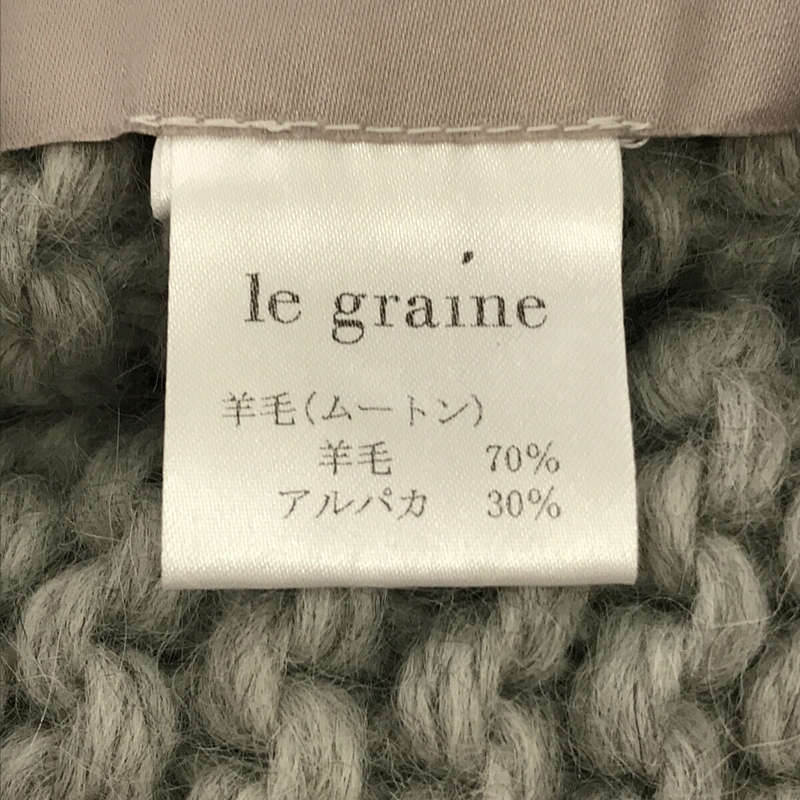 le graine
羊毛(ムートン)
羊毛 70%
アルパカ 30%